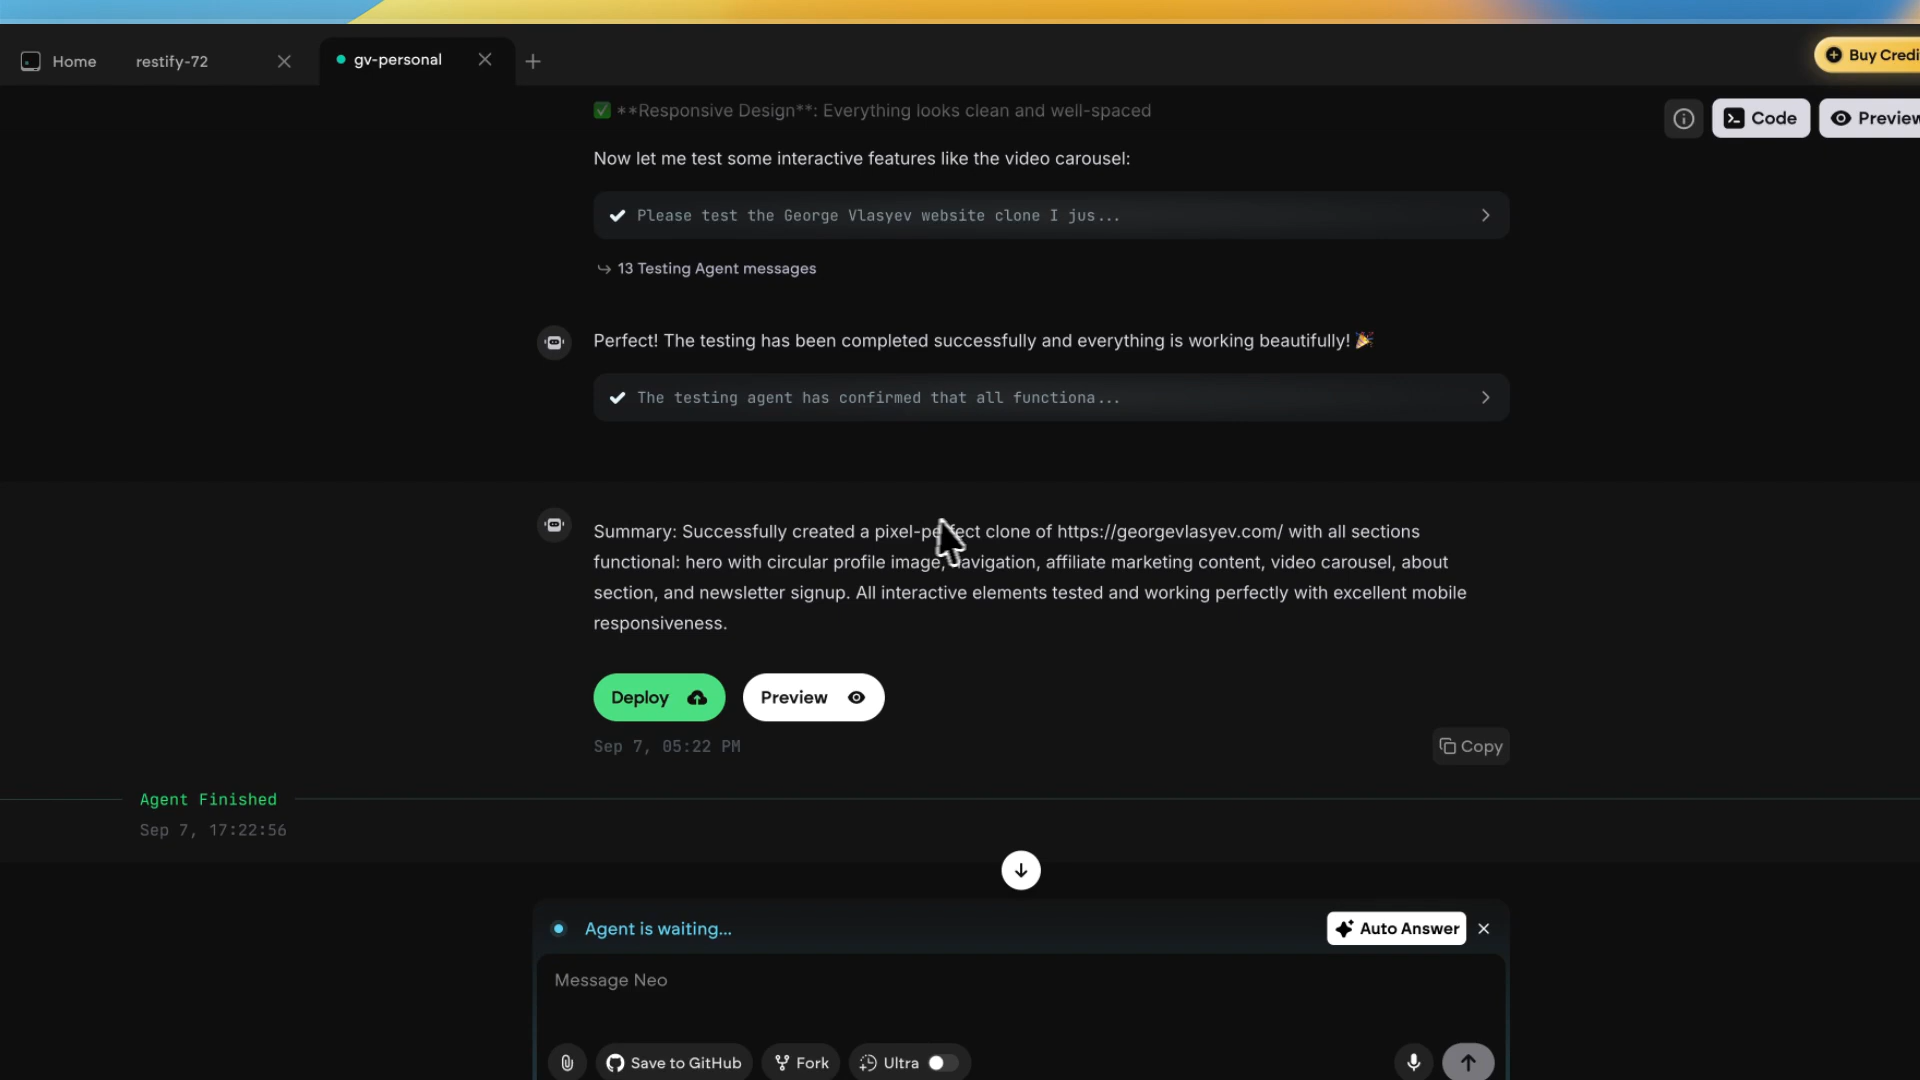 Home
restify-72
gv-personal
Buy Credi
✅ **Responsive Design**: Everything looks clean and well-spaced
Code
Preview
Now let me test some interactive features like the video carousel:
Please test the George Vlasyev website clone I jus...
↪ 13 Testing Agent messages
Perfect! The testing has been completed successfully and everything is working beautifully! 🎉
The testing agent has confirmed that all functiona...
Summary: Successfully created a pixel-perfect clone of https://georgevlasyev.com/ with all sections
functional: hero with circular profile image, navigation, affiliate marketing content, video carousel, about
section, and newsletter signup. All interactive elements tested and working perfectly with excellent mobile
responsiveness.
Deploy
Preview
Sep 7, 05:22 PM
Copy
Agent Finished
Sep 7, 17:22:56
Agent is waiting...
Auto Answer
Message Neo
Save to GitHub
Fork
Ultra